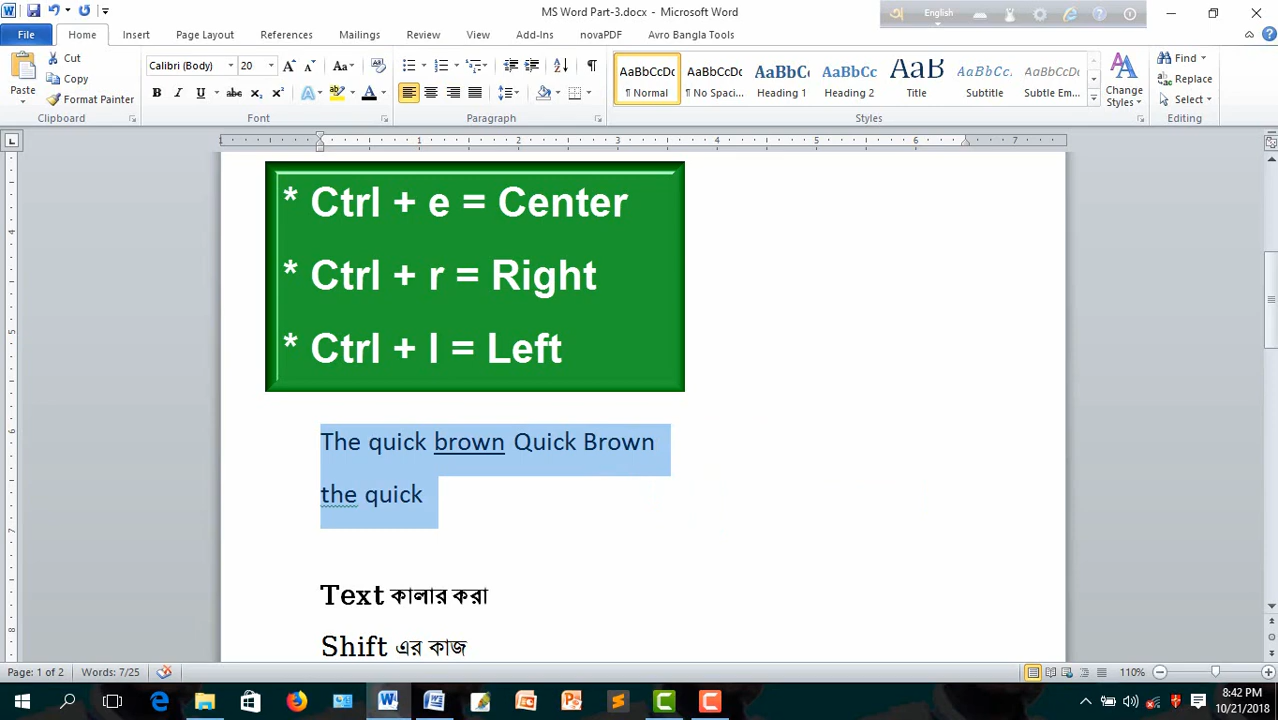 MS Word Part-3.docx - Microsoft Word
English
File Home Insert Page Layout References Mailings Review View Add-Ins novaPDF Avro Bangla Tools
Paste
Cut
Copy
Format Painter
Clipboard
Calibri (Body) 20
Font
Paragraph
AaBbCcDc AaBbCcDc AaBbC AaBbCc AaB AaBbCcL AaBbCcDc
¶ Normal ¶ No Spaci... Heading 1 Heading 2 Title Subtitle Subtle Em...
Change
Styles
Styles
Find
Replace
Select
Editing
* Ctrl + e = Center
* Ctrl + r = Right
* Ctrl + l = Left
The quick brown Quick Brown
the quick
Text কালার করা
Shift এর কাজ
Page: 1 of 2 Words: 7/25 110%
8:42 PM
10/21/2018